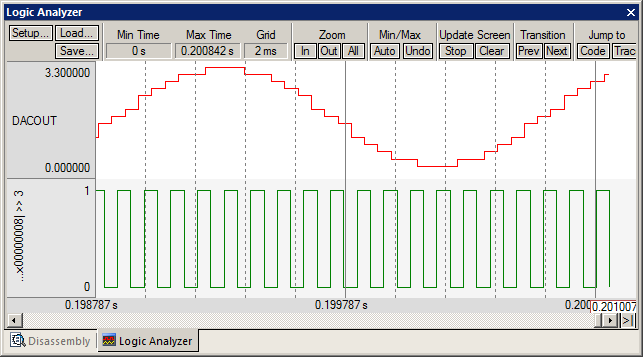 Logic Analyzer
Setup... Load... Min Time Max Time Grid Zoom Min/Max Update Screen Transition Jump to
Save... 0 s 0.200842 s 2 ms In Out All Auto Undo Stop Clear Prev Next Code Trac
3.300000
DACOUT
0.000000
1
...x00000008) >> 3
0
0.198787 s 0.199787 s 0.200 0.201007
Disassembly Logic Analyzer